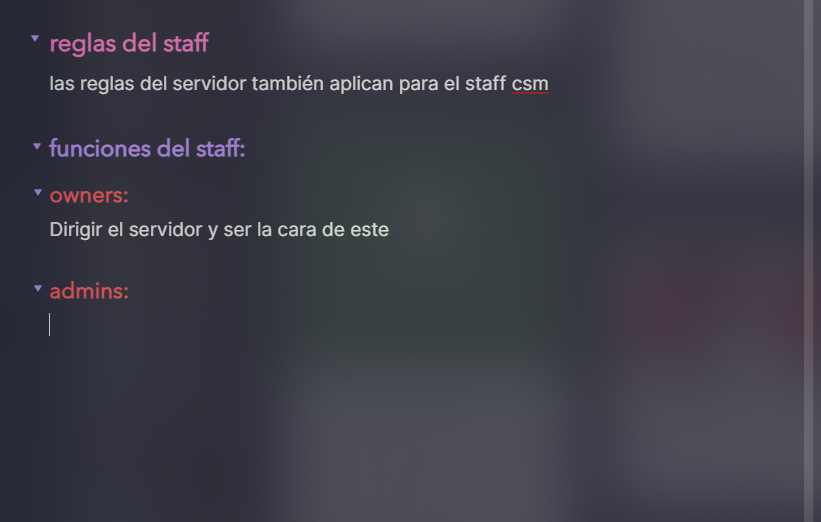 reglas del staff
las reglas del servidor también aplican para el staff csm
funciones del staff:
owners:
Dirigir el servidor y ser la cara de este
admins: